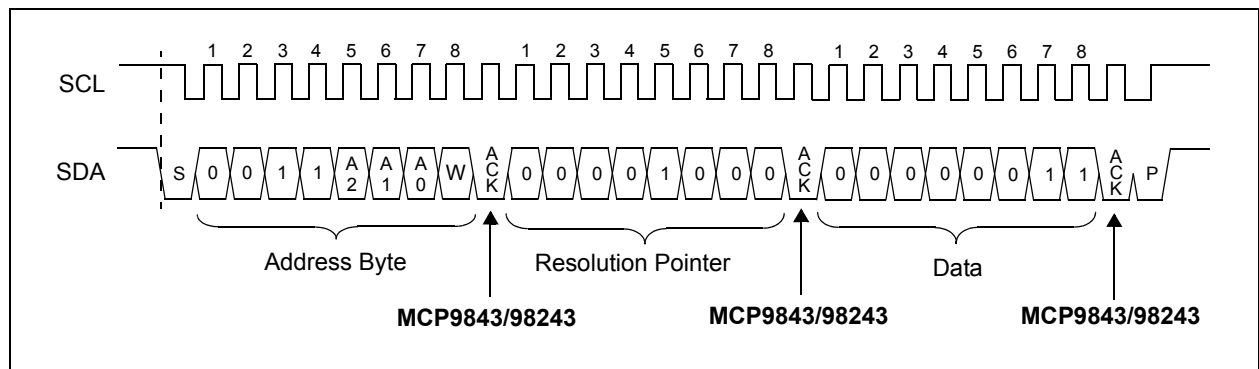 1 2 3 4 5 6 7 8 1 2 3 4 5 6 7 8 1 2 3 4 5 6 7 8
SCL
SDA S 0 0 1 1 A2 A1 A0 W ACK 0 0 0 0 1 0 0 0 ACK 0 0 0 0 0 0 1 1 ACK P
Address Byte Resolution Pointer Data
MCP9843/98243 MCP9843/98243 MCP9843/98243